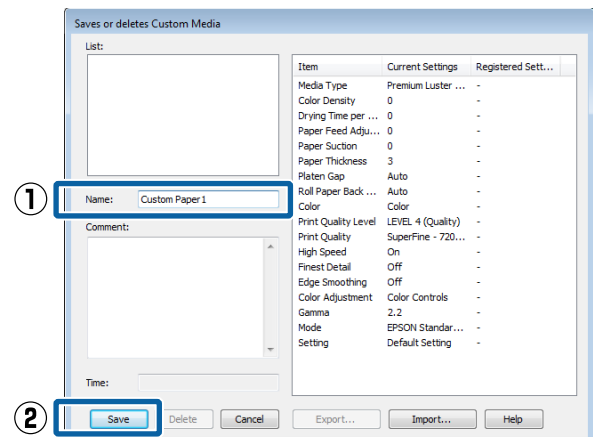 Saves or deletes Custom Media
List:
Item Current Settings Registered Sett...
Media Type Premium Luster ... -
Color Density 0 -
Drying Time per ... 0 -
Paper Feed Adju... 0 -
Paper Suction 0 -
Paper Thickness 3 -
Platen Gap Auto -
Roll Paper Back ... Auto -
Color Color -
Print Quality Level LEVEL 4 (Quality) -
Print Quality SuperFine - 720... -
High Speed On -
Finest Detail Off -
Edge Smoothing Off -
Color Adjustment Color Controls -
Gamma 2.2 -
Mode EPSON Standar... -
Setting Default Setting -
① Name: Custom Paper 1
Comment:
Time:
② Save Delete Cancel Export... Import... Help